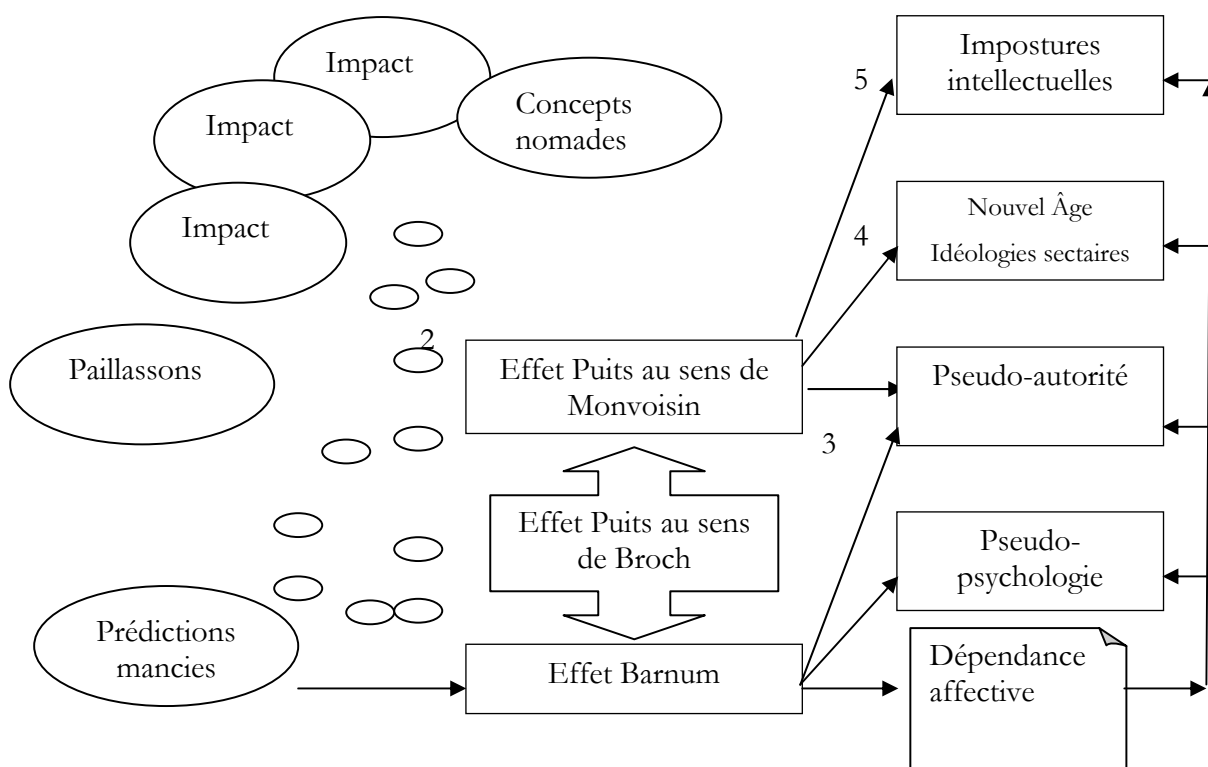 Impact
Impact
Impact
Concepts
nomades
Paillassons
Prédictions
mancies
2
Effet Puits au sens de
Monvoisin
Effet Puits au sens
de Broch
Effet Barnum
5
4
3
Impostures
intellectuelles
Nouvel Âge
Idéologies sectaires
Pseudo-autorité
Pseudo-
psychologie
Dépendance
affective